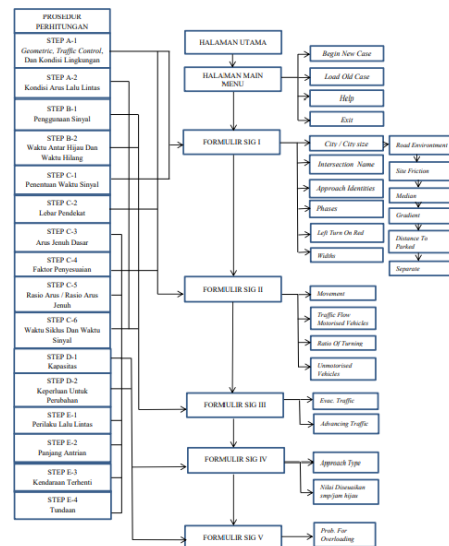 PROSEDUR
PERHITUNGAN
STEP A-1
Geometric, Traffic Control,
Dan Kondisi Lingkungan
STEP A-2
Kondisi Arus Lalu Lintas
STEP B-1
Penggunaan Sinyal
STEP B-2
Waktu Antar Hijau Dan
Waktu Hilang
STEP C-1
Penentuan Waktu Sinyal
STEP C-2
Lebar Pendekat
STEP C-3
Arus Jenuh Dasar
STEP C-4
Faktor Penyesuaian
STEP C-5
Rasio Arus / Rasio Arus
Jenuh
STEP C-6
Waktu Siklus Dan Waktu
Sinyal
STEP D-1
Kapasitas
STEP D-2
Keperluan Untuk
Perubahan
STEP E-1
Perilaku Lalu Lintas
STEP E-2
Panjang Antrian
STEP E-3
Kendaraan Terhenti
STEP E-4
Tundaan
HALAMAN UTAMA
HALAMAN MAIN
MENU
FORMULIR SIG I
FORMULIR SIG II
FORMULIR SIG III
FORMULIR SIG IV
FORMULIR SIG V
Begin New Case
Load Old Case
Help
Exit
City / Cities size
Intersection Name
Approach Identities
Phases
Left Turn On Red
Widths
Road Environment
Site Friction
Median
Gradient
Distance To
Parked
Separate
Movement
Traffic Flow
Motorised Vehicles
Ratio Of Turning
Unmotorised
Vehicles
Evac. Traffic
Advancing Traffic
Approach Type
Nilai Disesuaikan
smp/jam hijau
Prob. For
Overloading